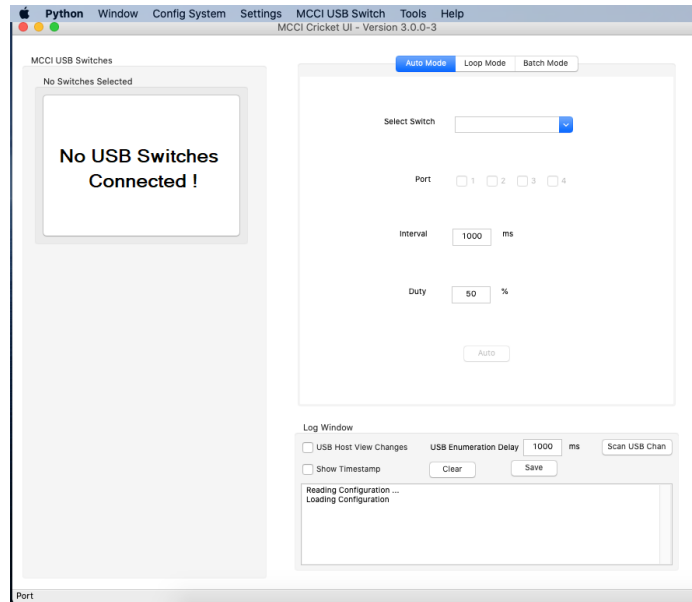 Python Window Config System Settings MCCI USB Switch Tools Help
MCCI Cricket UI - Version 3.0.0-3
MCCI USB Switches
No Switches Selected
No USB Switches
Connected !
Auto Mode Loop Mode Batch Mode
Select Switch
Port 1 2 3 4
Interval 1000 ms
Duty 50 %
Auto
Log Window
USB Host View Changes USB Enumeration Delay 1000 ms Scan USB Chan
Show Timestamp Clear Save
Reading Configuration ...
Loading Configuration
Port